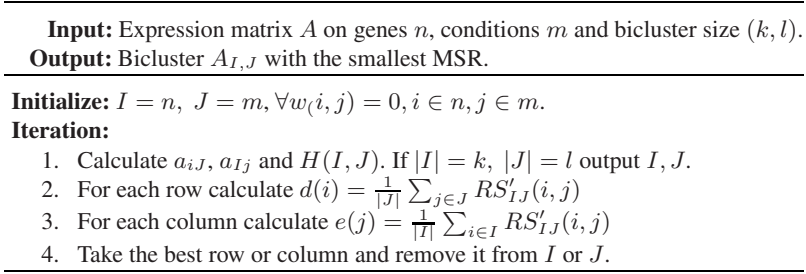 Input: Expression matrix A on genes n, conditions m and bicluster size (k, l).
Output: Bicluster A_{I,J} with the smallest MSR.
Initialize: I = n, J = m, ∀w_(i, j) = 0, i ∈ n, j ∈ m.
Iteration:
1. Calculate a_{iJ}, a_{Ij} and H(I, J). If |I| = k, |J| = l output I, J.
2. For each row calculate d(i) = \frac{1}{|J|} ∑_{j∈J} RS'_{IJ}(i, j)
3. For each column calculate e(j) = \frac{1}{|I|} ∑_{i∈I} RS'_{IJ}(i, j)
4. Take the best row or column and remove it from I or J.